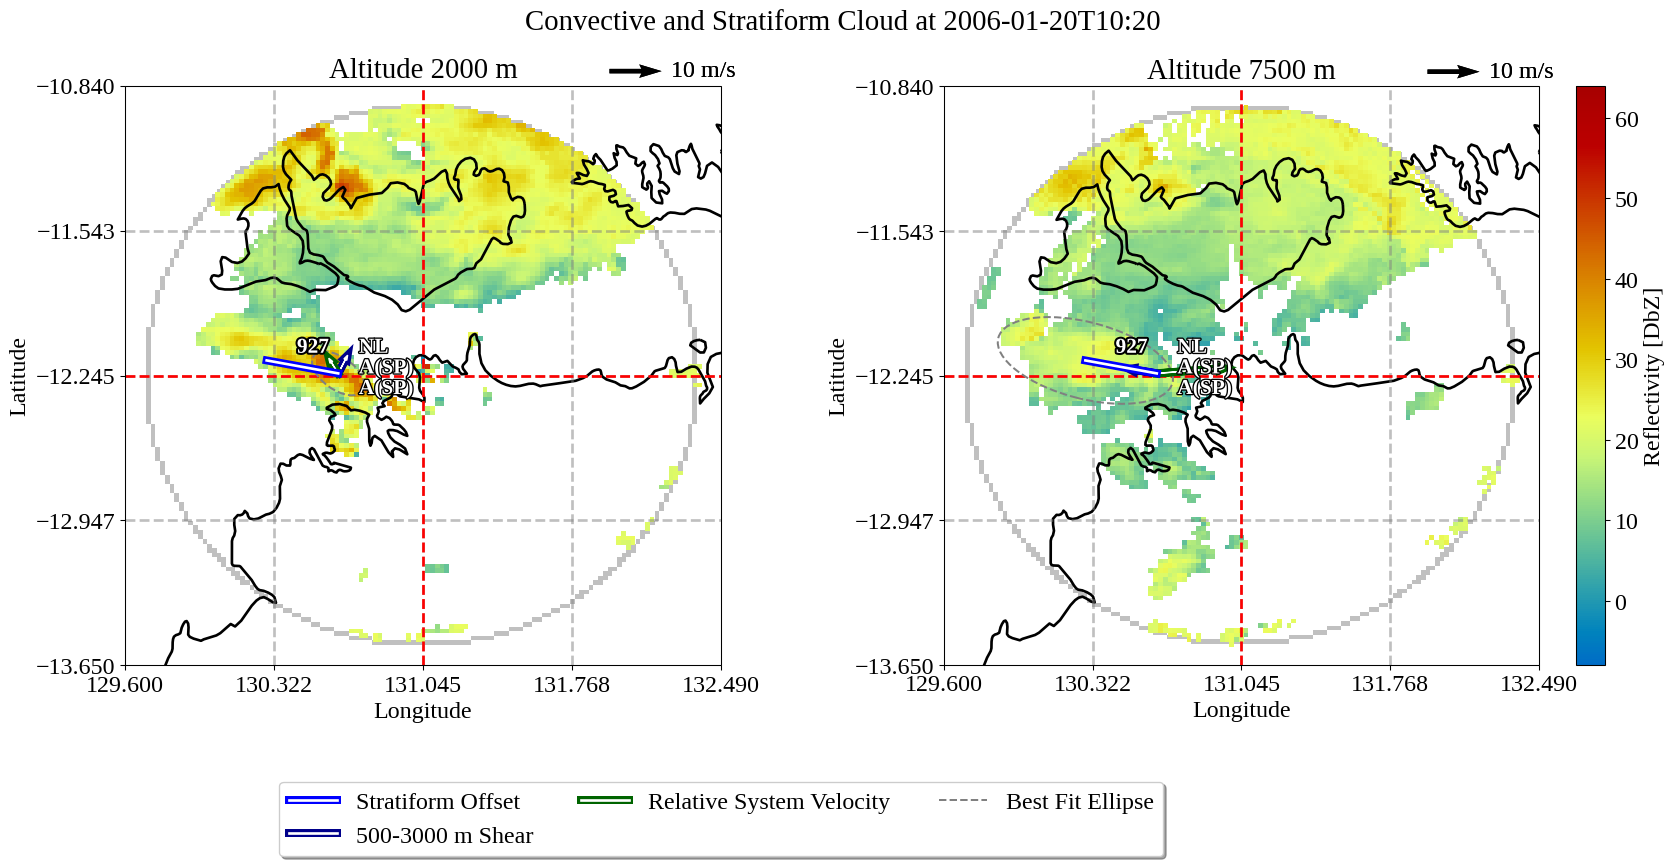 Convective and Stratiform Cloud at 2006-01-20T10:20
Altitude 2000 m
10 m/s
Altitude 7500 m
10 m/s
−10.840
−11.543
−12.245
−12.947
−13.650
129.600
130.322
131.045
131.768
132.490
Latitude
Longitude
927
NL
A(SP)
A(SP)
−10.840
−11.543
−12.245
−12.947
−13.650
129.600
130.322
131.045
131.768
132.490
Latitude
Longitude
927
NL
A(SP)
A(SP)
60
50
40
30
20
10
0
Reflectivity [DbZ]
Stratiform Offset
500-3000 m Shear
Relative System Velocity
Best Fit Ellipse